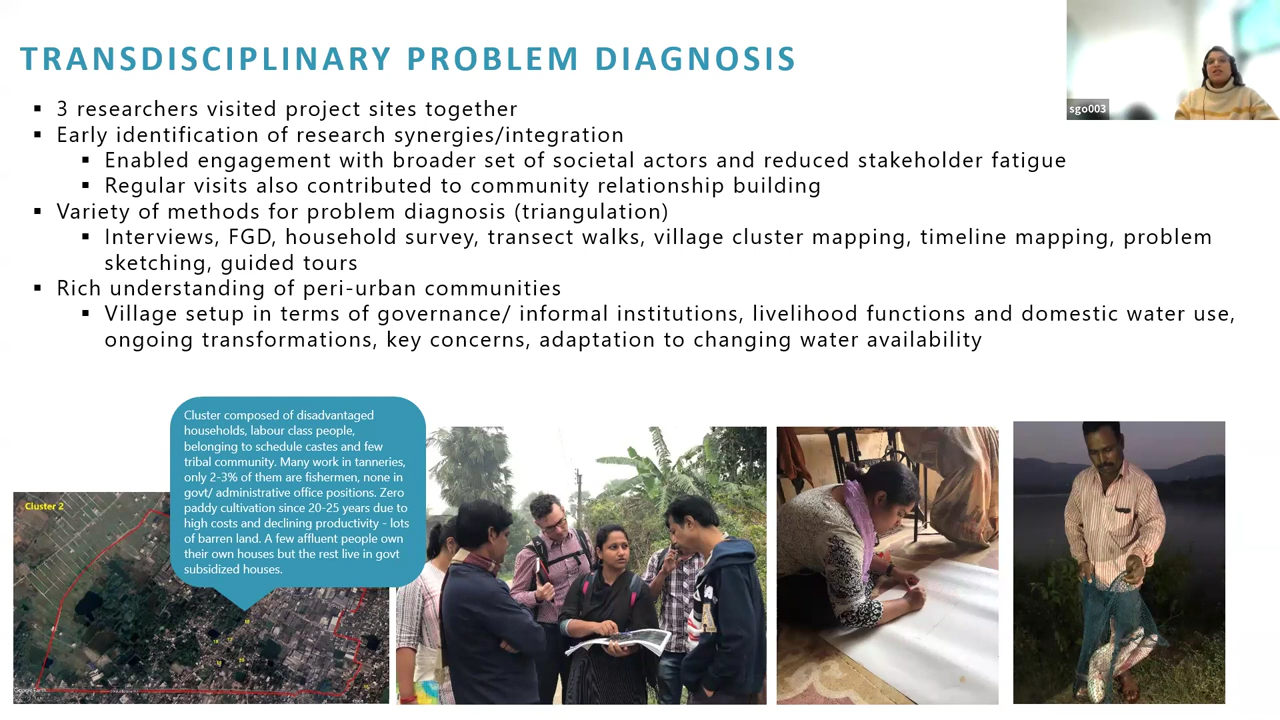 TRANSDISCIPLINARY PROBLEM DIAGNOSIS
sgo003
3 researchers visited project sites together
Early identification of research synergies/integration
Enabled engagement with broader set of societal actors and reduced stakeholder fatigue
Regular visits also contributed to community relationship building
Variety of methods for problem diagnosis (triangulation)
Interviews, FGD, household survey, transect walks, village cluster mapping, timeline mapping, problem
sketching, guided tours
Rich understanding of peri-urban communities
Village setup in terms of governance/ informal institutions, livelihood functions and domestic water use,
ongoing transformations, key concerns, adaptation to changing water availability
Cluster composed of disadvantaged
households, labour class people,
belonging to schedule castes and few
tribal community. Many work in tanneries,
only 2-3% of them are fishermen, none in
govt/ administrative office positions. Zero
paddy cultivation since 20-25 years due to
high costs and declining productivity - lots
of barren land. A few affluent people own
their own houses but the rest live in govt
subsidized houses.
Cluster 2
Google Earth